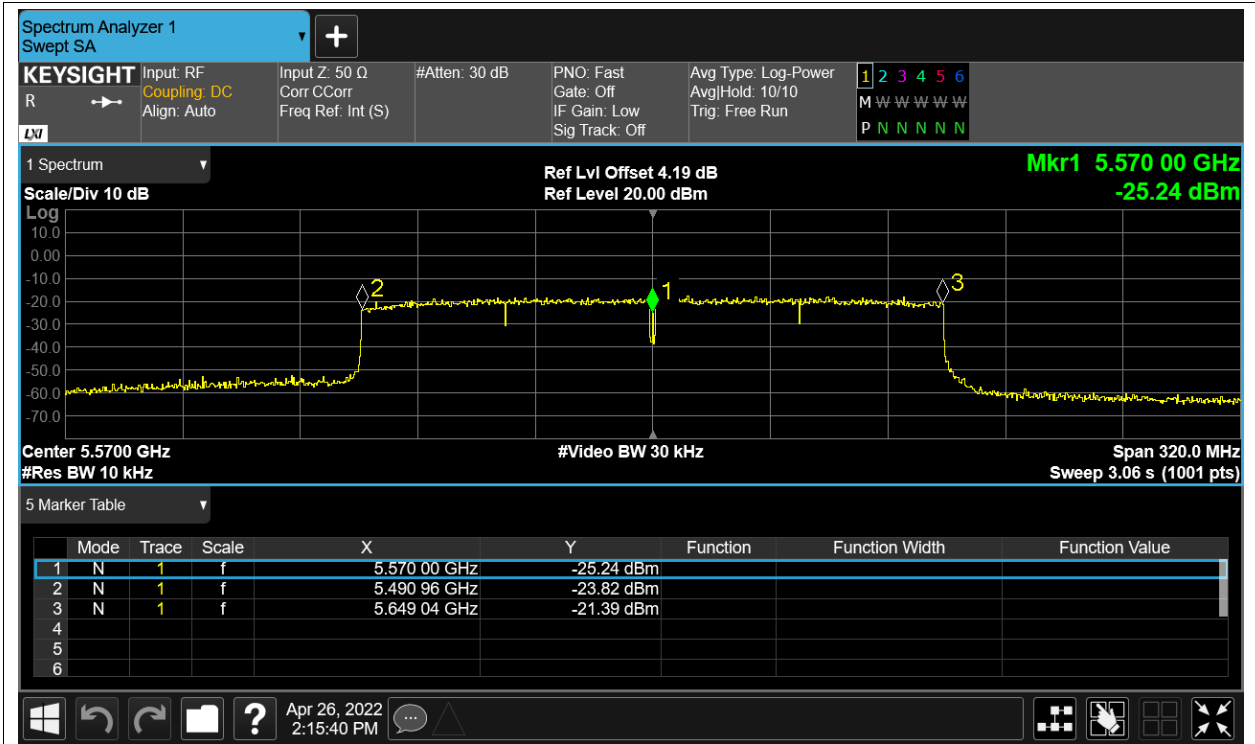 Spectrum Analyzer 1
Swept SA
KEYSIGHT
R
LXI
Input: RF
Coupling: DC
Align: Auto
Input Z: 50 Ω
Corr CCorr
Freq Ref: Int (S)
#Atten: 30 dB
PNO: Fast
Gate: Off
IF Gain: Low
Sig Track: Off
Avg Type: Log-Power
Avg|Hold: 10/10
Trig: Free Run
1 2 3 4 5 6
M W W W W W
P N N N N N
1 Spectrum
Scale/Div 10 dB
Ref Lvl Offset 4.19 dB
Ref Level 20.00 dBm
Mkr1 5.570 00 GHz
-25.24 dBm
Log
10.0
0.00
-10.0
-20.0
-30.0
-40.0
-50.0
-60.0
-70.0
2
1
3
Center 5.5700 GHz
#Video BW 30 kHz
Span 320.0 MHz
#Res BW 10 kHz
Sweep 3.06 s (1001 pts)
5 Marker Table
Mode Trace Scale X Y Function Function Width Function Value
1 N 1 f 5.570 00 GHz -25.24 dBm
2 N 1 f 5.490 96 GHz -23.82 dBm
3 N 1 f 5.649 04 GHz -21.39 dBm
4
5
6
?
Apr 26, 2022
2:15:40 PM